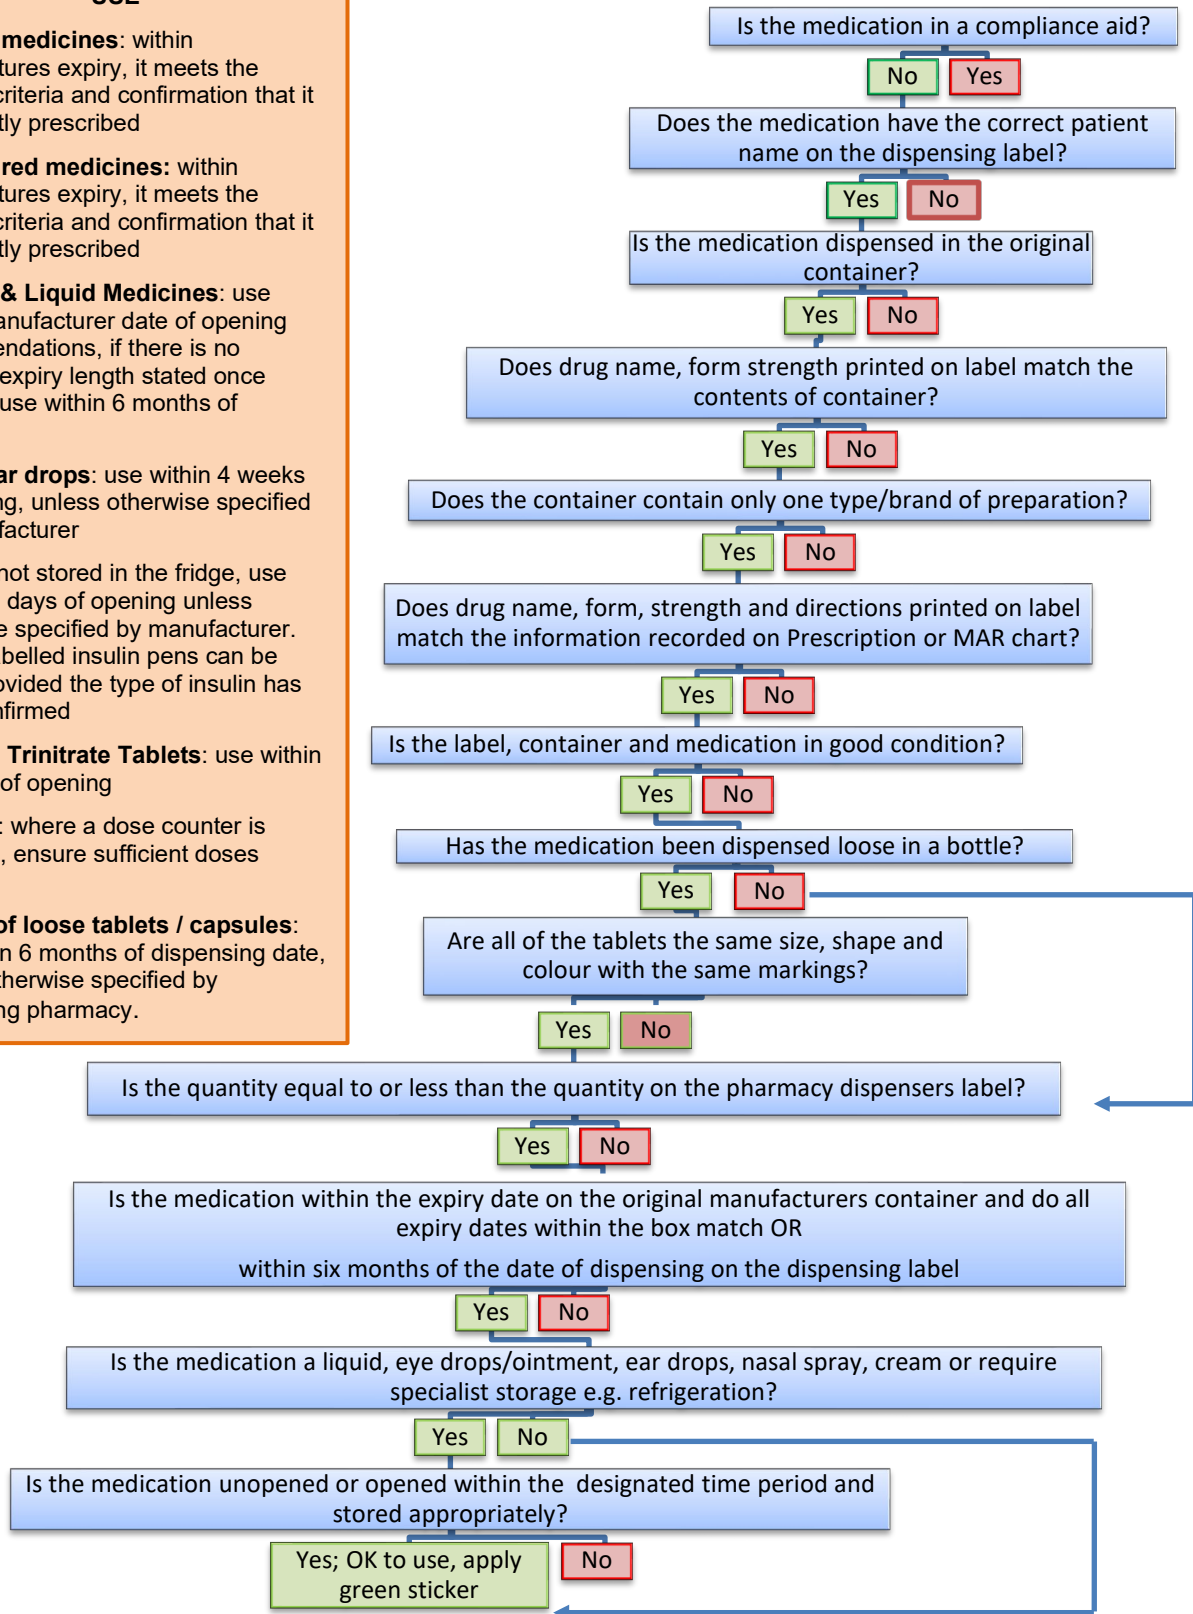 USE
medicines: within
tures expiry, it meets the
criteria and confirmation that it
tly prescribed
red medicines: within
tures expiry, it meets the
criteria and confirmation that it
tly prescribed
& Liquid Medicines: use
anufacturer date of opening
endations, if there is no
expiry length stated once
use within 6 months of
ar drops: use within 4 weeks
ng, unless otherwise specified
facturer
not stored in the fridge, use
days of opening unless
e specified by manufacturer.
abelled insulin pens can be
ovided the type of insulin has
nfirmed
Trinitrate Tablets: use within
of opening
: where a dose counter is
, ensure sufficient doses
of loose tablets / capsules:
n 6 months of dispensing date,
therwise specified by
ng pharmacy.
Is the medication in a compliance aid?
No Yes
Does the medication have the correct patient
name on the dispensing label?
Yes No
Is the medication dispensed in the original
container?
Yes No
Does drug name, form strength printed on label match the
contents of container?
Yes No
Does the container contain only one type/brand of preparation?
Yes No
Does drug name, form, strength and directions printed on label
match the information recorded on Prescription or MAR chart?
Yes No
Is the label, container and medication in good condition?
Yes No
Has the medication been dispensed loose in a bottle?
Yes No
Are all of the tablets the same size, shape and
colour with the same markings?
Yes No
Is the quantity equal to or less than the quantity on the pharmacy dispensers label?
Yes No
Is the medication within the expiry date on the original manufacturers container and do all
expiry dates within the box match OR
within six months of the date of dispensing on the dispensing label
Yes No
Is the medication a liquid, eye drops/ointment, ear drops, nasal spray, cream or require
specialist storage e.g. refrigeration?
Yes No
Is the medication unopened or opened within the designated time period and
stored appropriately?
Yes; OK to use, apply
green sticker
No